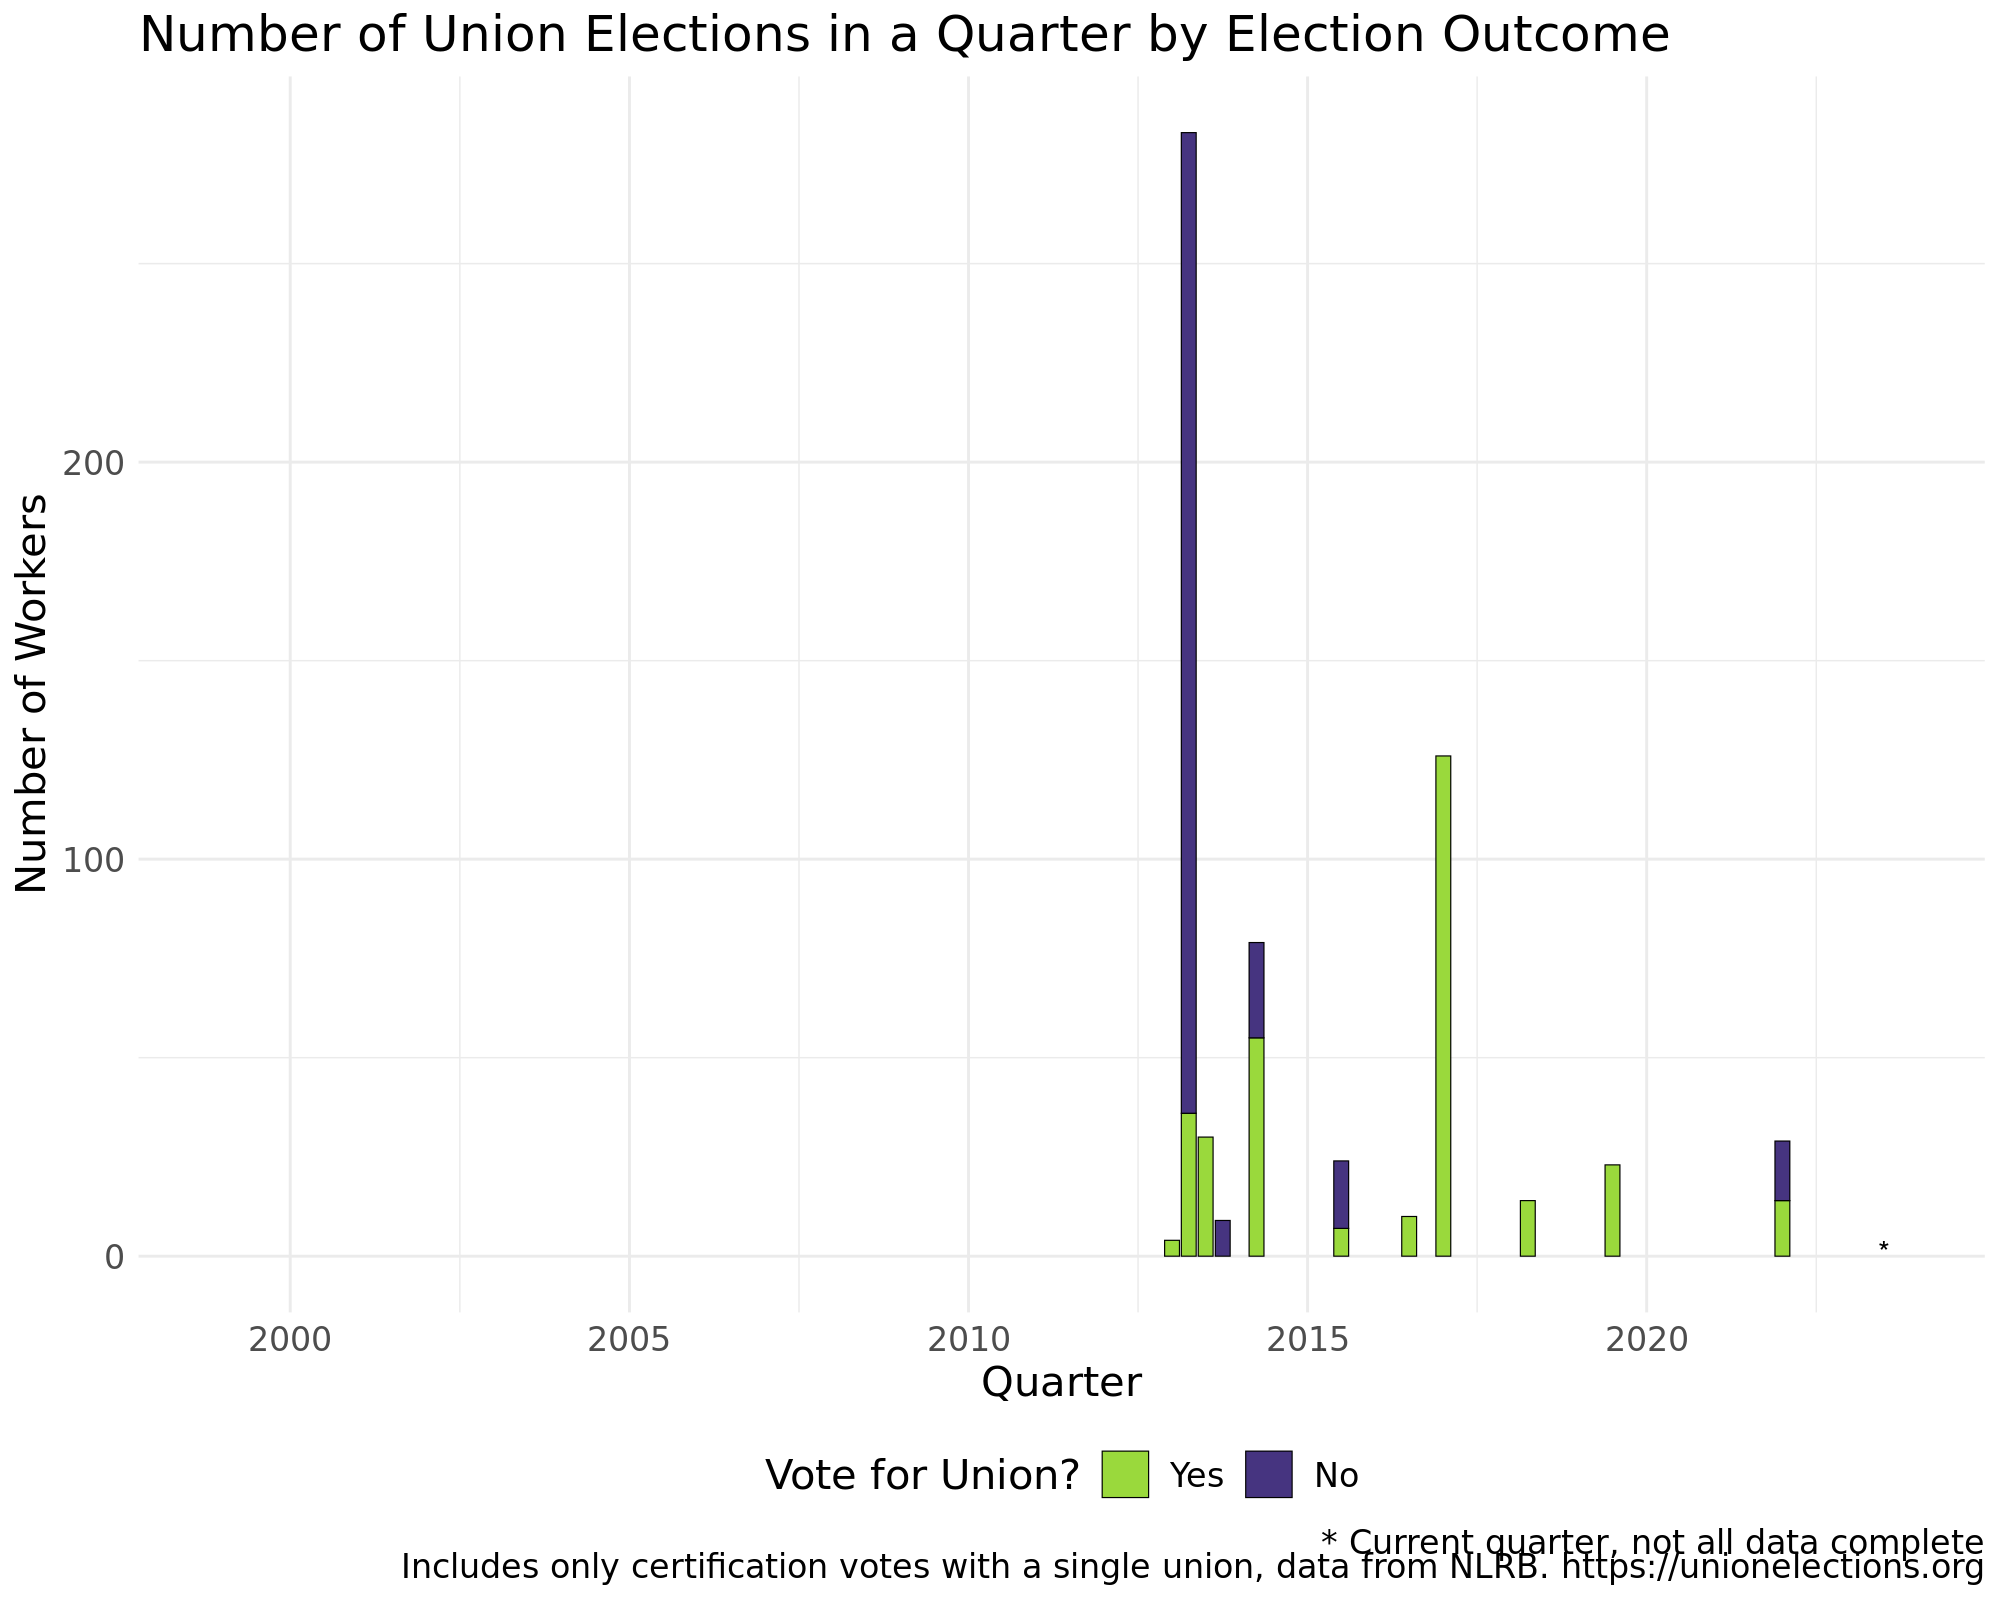 Number of Union Elections in a Quarter by Election Outcome
Number of Workers
200
100
0
*
2000 2005 2010 2015 2020
Quarter
Vote for Union? Yes No
* Current quarter, not all data complete
Includes only certification votes with a single union, data from NLRB. https://unionelections.org